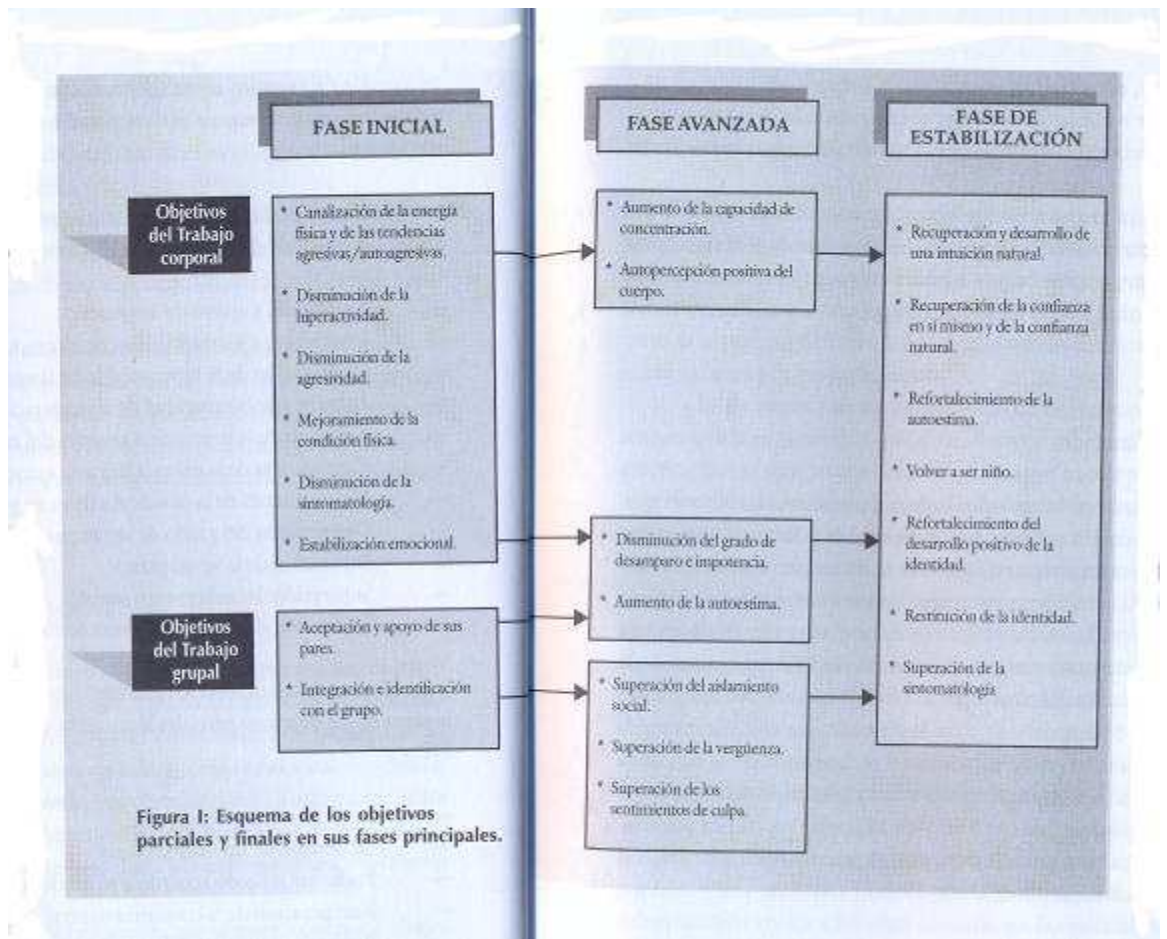 FASE INICIAL
FASE AVANZADA
FASE DE
ESTABILIZACIÓN
Objetivos
del Trabajo
corporal
* Canalización de la energía
física y de las tendencias
agresivas/autoagresivas.
* Disminución de la
hiperactividad.
* Disminución de la
agresividad.
* Mejoramiento de la
condición física.
* Disminución de la
sintomatología.
* Estabilización emocional.
* Aumento de la capacidad de
concentración.
* Autopercepción positiva del
cuerpo.
* Disminución del grado de
desamparo e impotencia.
* Aumento de la autoestima.
* Recuperación y desarrollo de
una intuición natural.
* Recuperación de la confianza
en sí mismo y de la confianza
natural.
* Refortalecimiento de la
autoestima.
* Volver a ser niño.
* Refortalecimiento del
desarrollo positivo de la
identidad.
* Restitución de la identidad.
* Superación de la
sintomatología
Objetivos
del Trabajo
grupal
* Aceptación y apoyo de sus
pares.
* Integración e identificación
con el grupo.
* Superación del aislamiento
social.
* Superación de la vergüenza.
* Superación de los
sentimientos de culpa.
Figura I: Esquema de los objetivos
parciales y finales en sus fases principales.